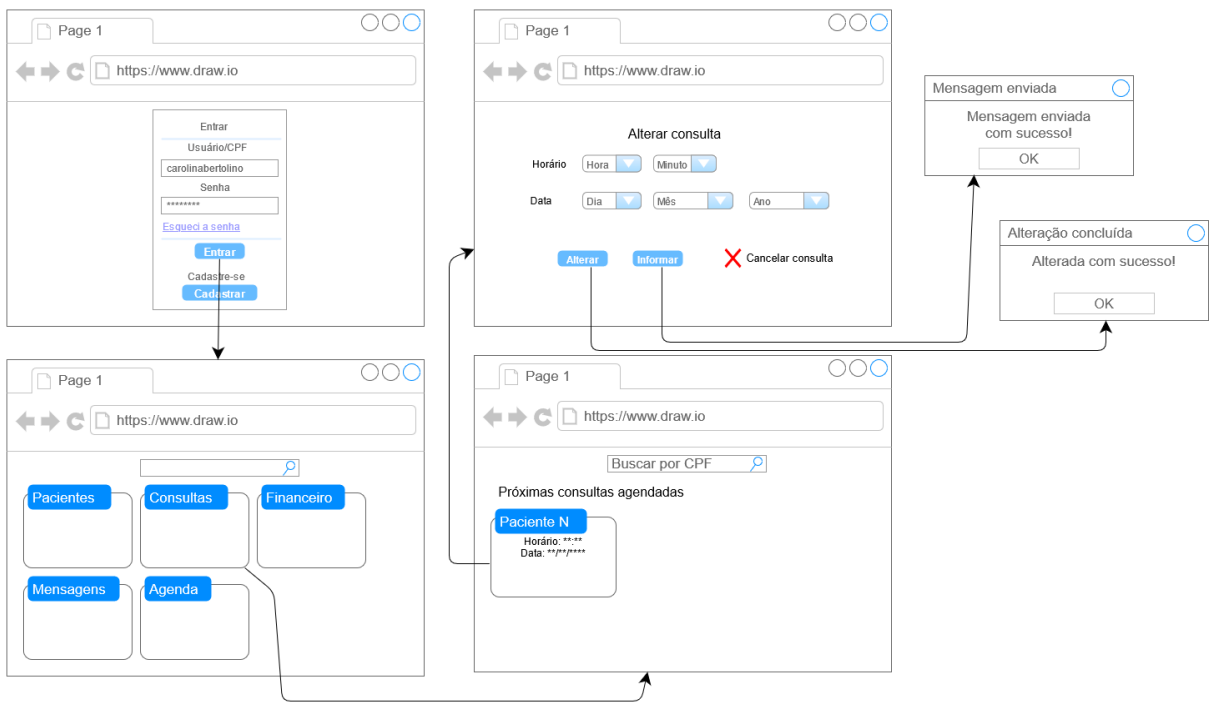 Page 1
https://www.draw.io
Entrar
Usuário/CPF
carolinabertolino
Senha
********
Esqueci a senha
Entrar
Cadastre-se
Cadastrar
Page 1
https://www.draw.io
Alterar consulta
Horário Hora Minuto
Data Dia Mês Ano
Alterar Informar Cancelar consulta
Mensagem enviada
Mensagem enviada
com sucesso!
OK
Alteração concluída
Alterada com sucesso!
OK
Page 1
https://www.draw.io
Pacientes Consultas Financeiro
Mensagens Agenda
Page 1
https://www.draw.io
Buscar por CPF
Próximas consultas agendadas
Paciente N
Horário: **:**
Data: **/**/****